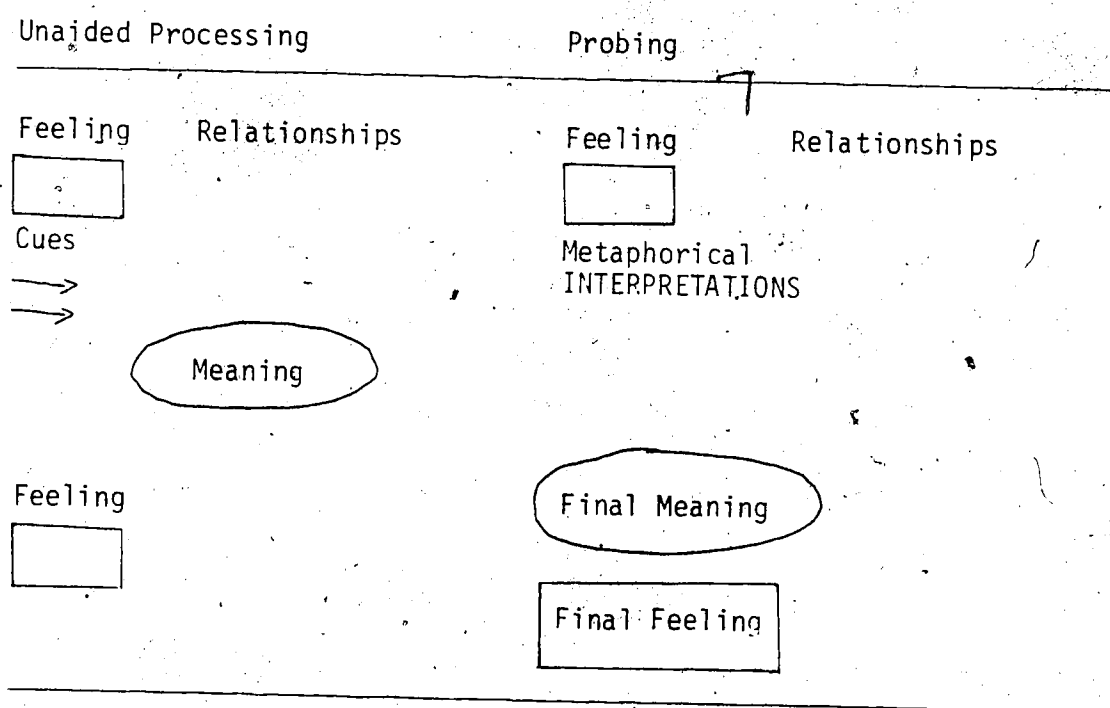 Unaided Processing Probing
Feeling Relationships Feeling Relationships
Cues
Metaphorical
INTERPRETATIONS
Meaning
Feeling
Final Meaning
Final Feeling